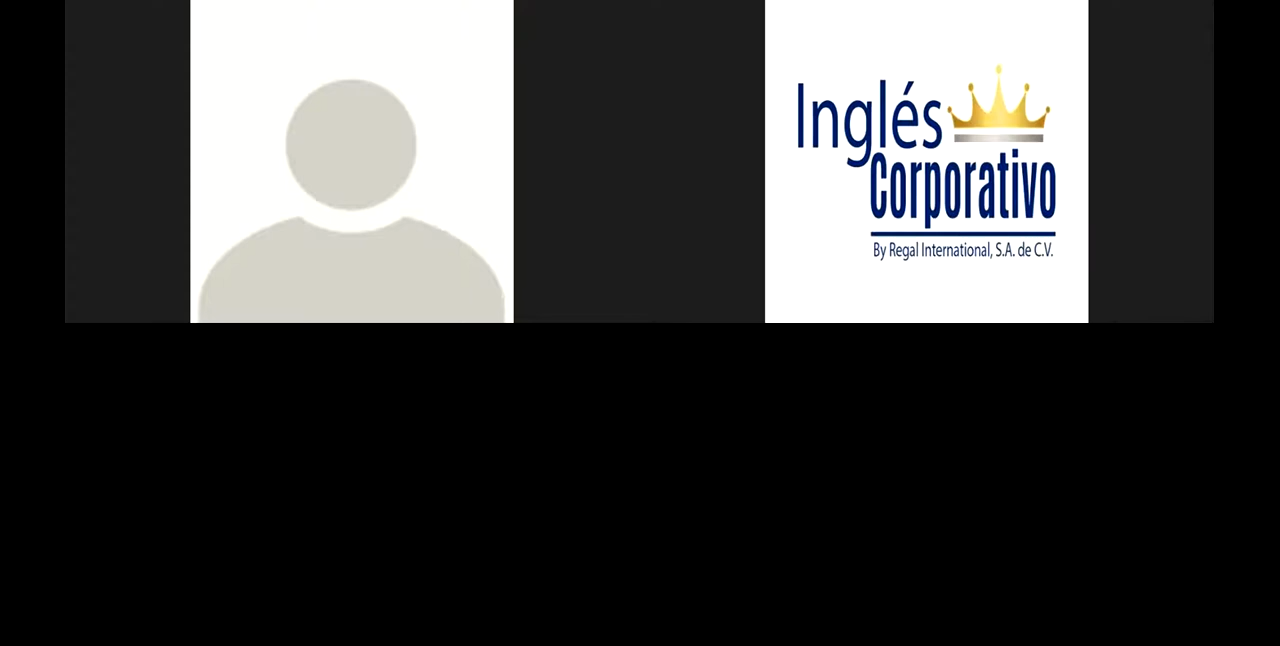 Inglés
Corporativo
By Regal International, S.A. de C.V.